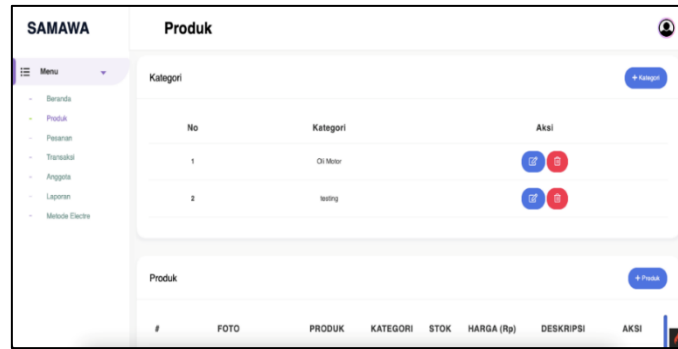 SAMAWA
Produk
Menu
- Beranda
- Produk
- Pesanan
- Transaksi
- Anggota
- Laporan
- Metode Electre
Kategori
+ Kategori
No Kategori Aksi
1 Oli Motor
2 testing
Produk
+ Produk
# FOTO PRODUK KATEGORI STOK HARGA (Rp) DESKRIPSI AKSI